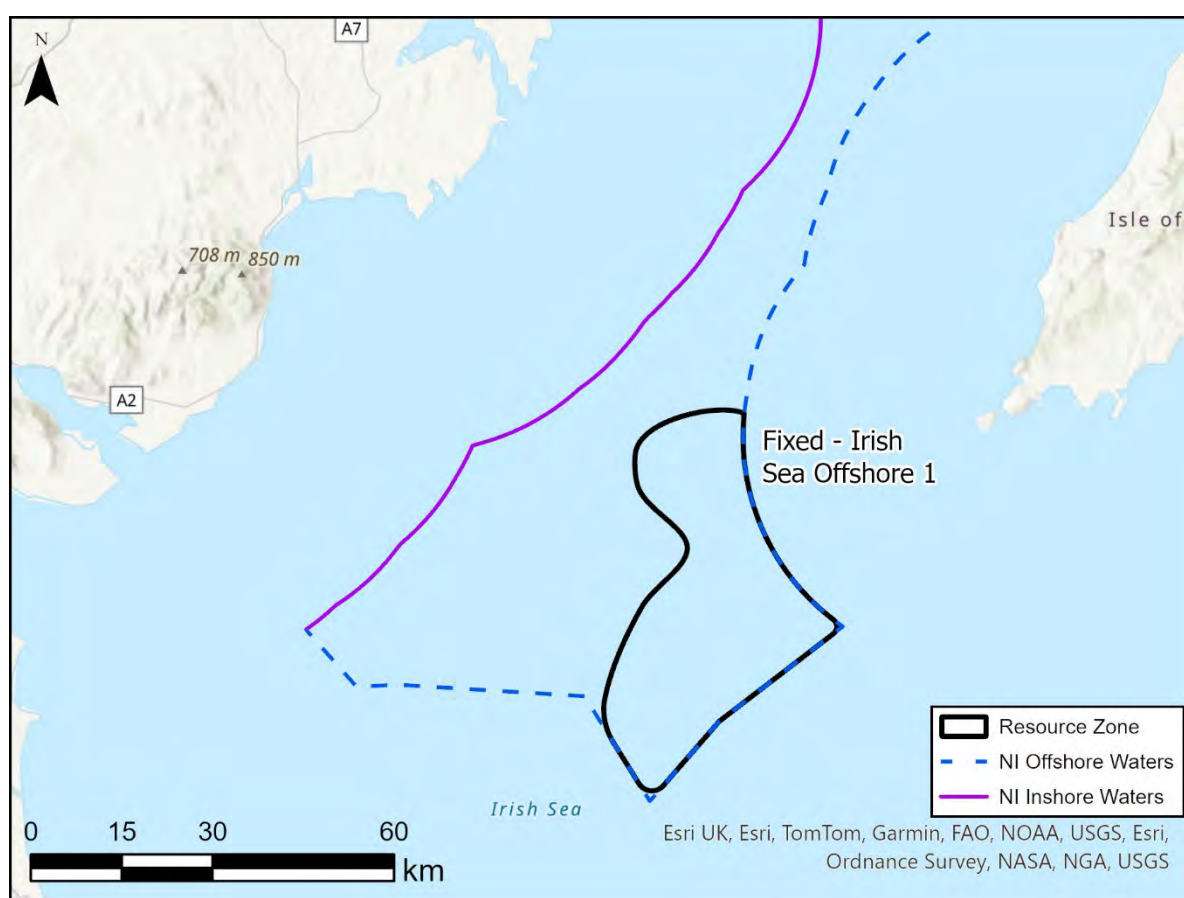 A7
N
Isle of
708 m
850 m
A2
Fixed - Irish
Sea Offshore 1
Resource Zone
NI Offshore Waters
NI Inshore Waters
Irish Sea
0 15 30 60
km
Esri UK, Esri, TomTom, Garmin, FAO, NOAA, USGS, Esri,
Ordnance Survey, NASA, NGA, USGS